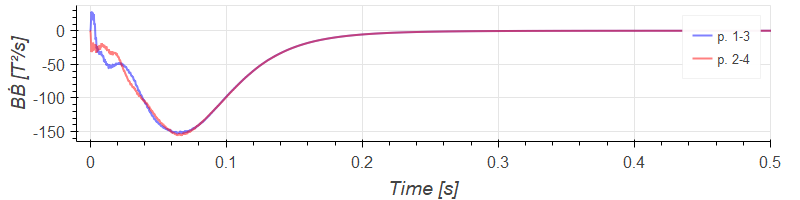 0
-50
-100
-150
BḂ [T²/s]
p. 1-3
p. 2-4
0 0.1 0.2 0.3 0.4 0.5
Time [s]